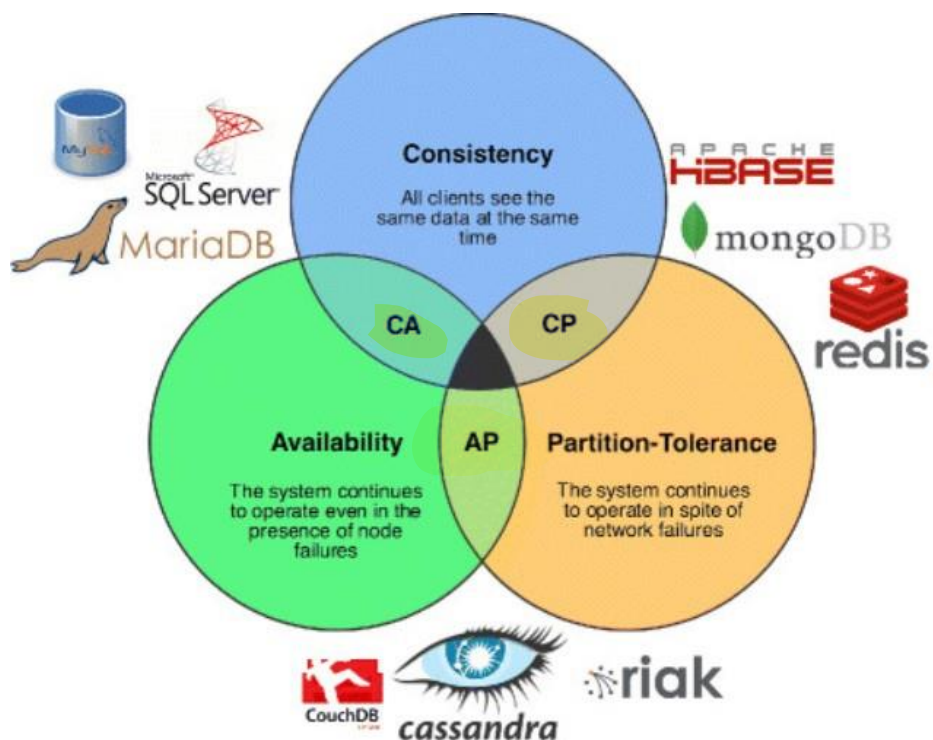 Consistency
All clients see the
same data at the same
time
MySQL
Microsoft
SQL Server
MariaDB
APACHE
HBASE
mongoDB
redis
CA
CP
AP
Availability
The system continues
to operate even in the
presence of node
failures
Partition-Tolerance
The system continues
to operate in spite of
network failures
CouchDB
cassandra
riak